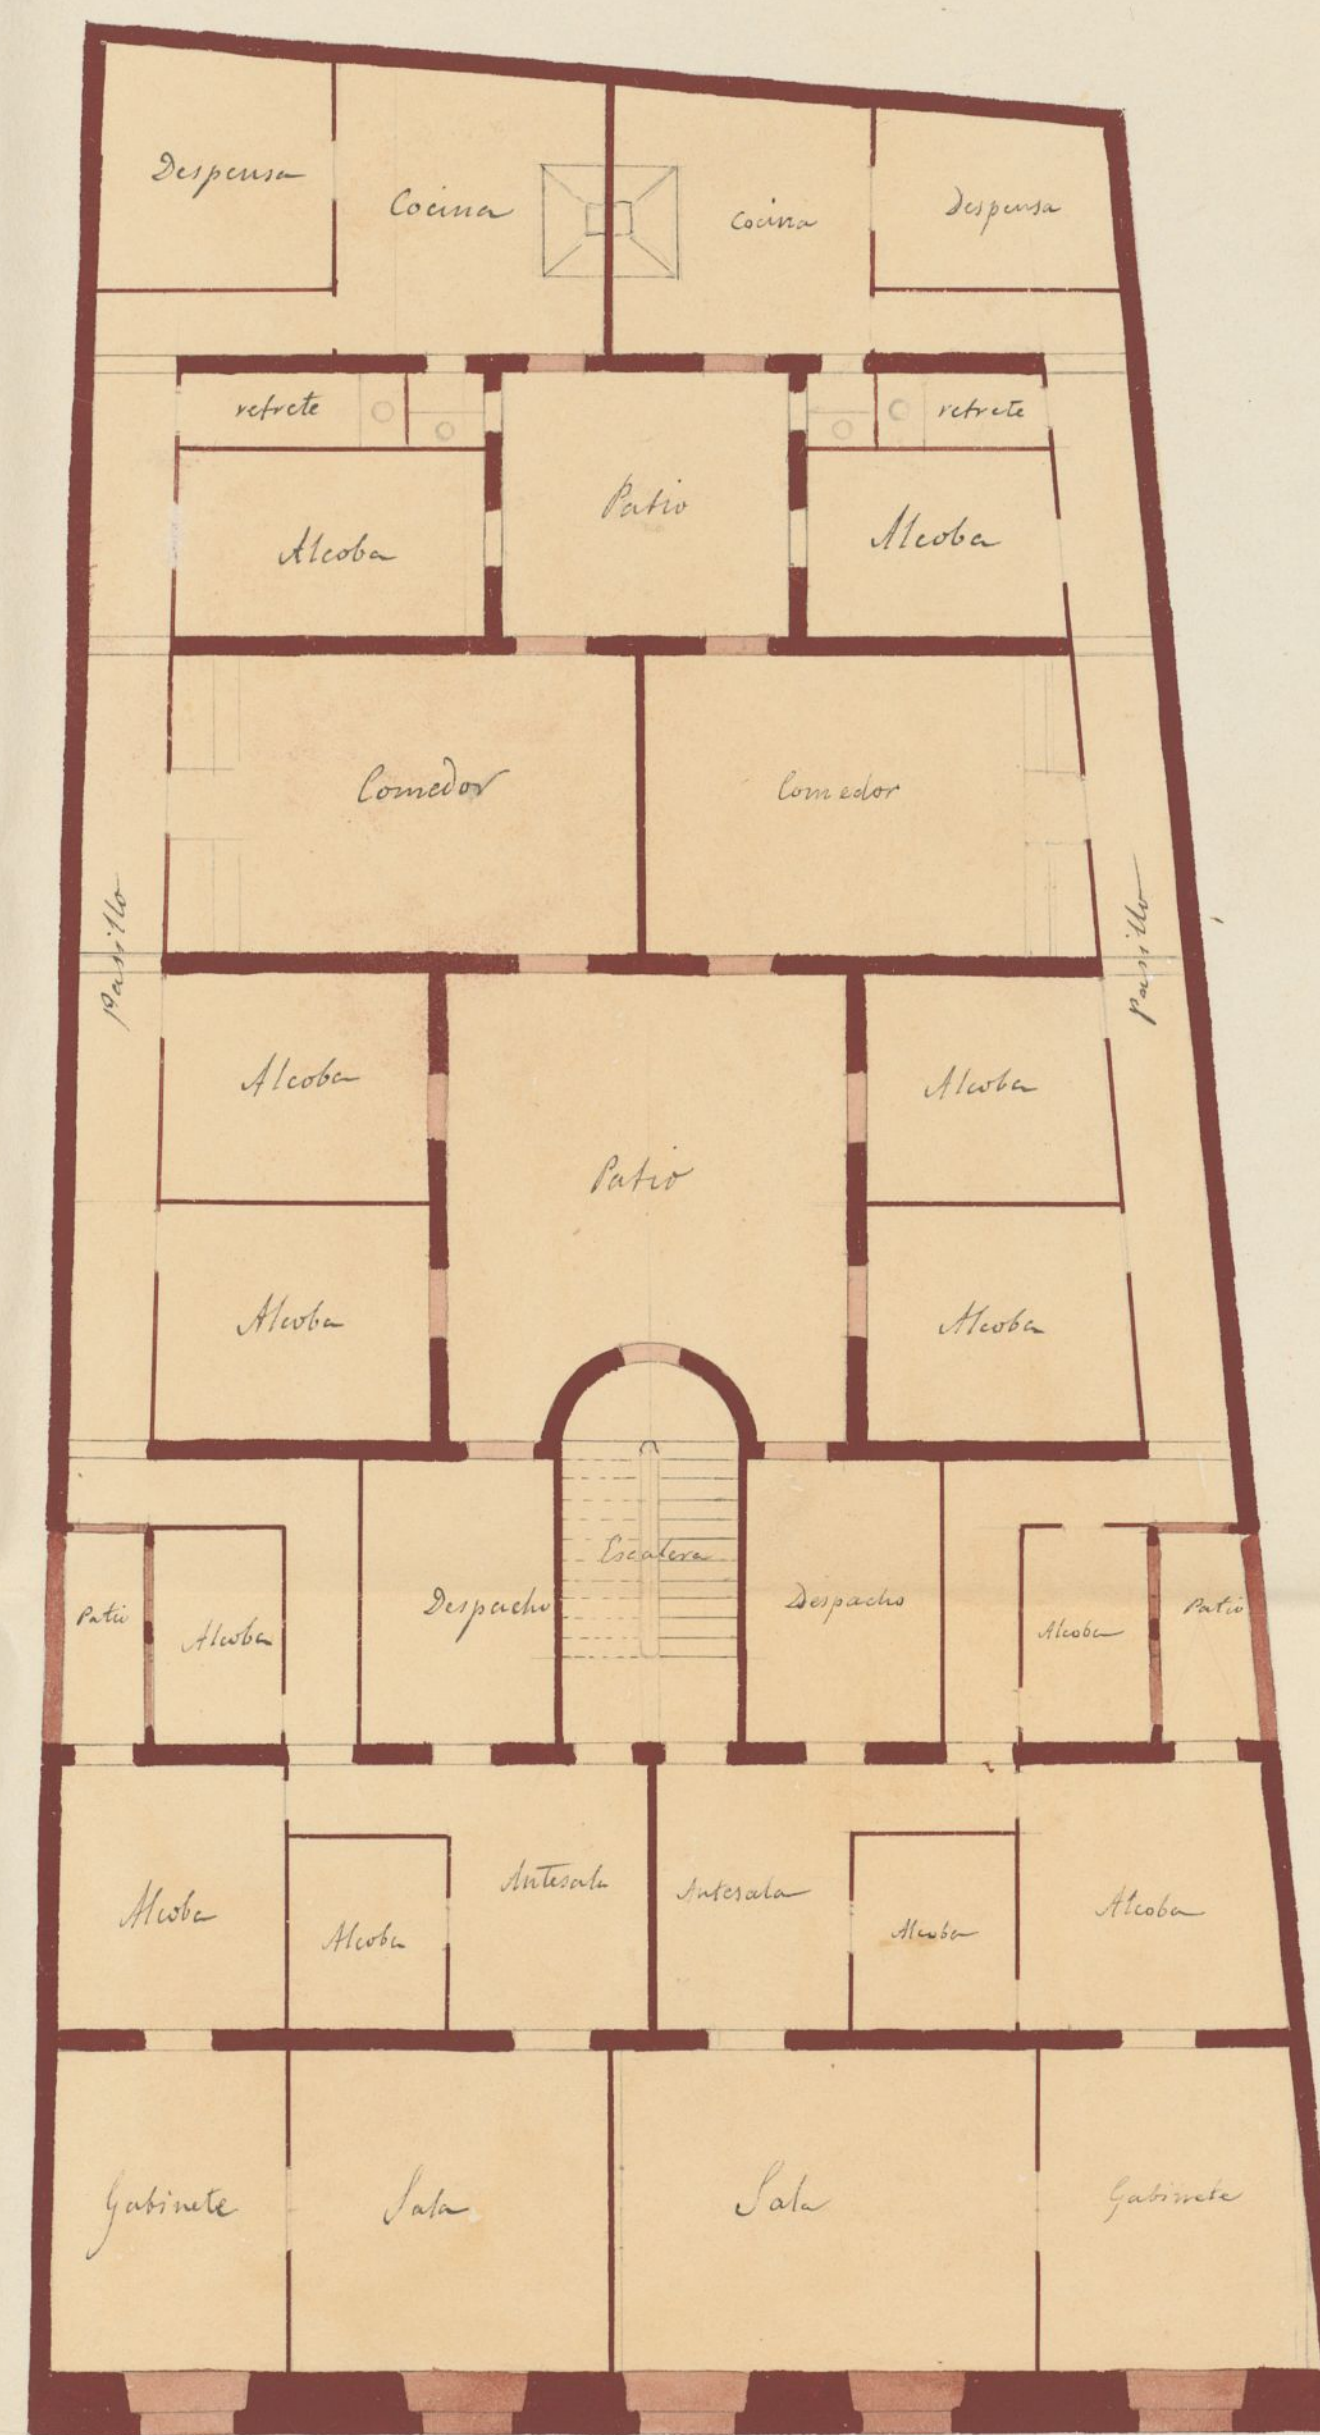 Despensa
Cocina
Cocina
Despensa
retrete
retrete
Patio
Alcoba
Alcoba
Comedor
Comedor
Pasillo
Pasillo
Alcoba
Alcoba
Patio
Alcoba
Alcoba
Escalera
Despacho
Despacho
Patio
Alcoba
Alcoba
Patio
Alcoba
Alcoba
Antesala
Antesala
Alcoba
Alcoba
Gabinete
Sala
Sala
Gabinete